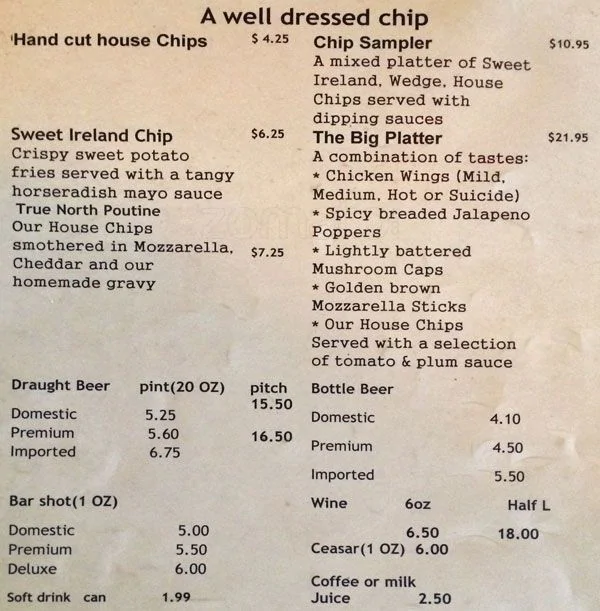 A well dressed chip
Hand cut house Chips $ 4.25
Sweet Ireland Chip $6.25
Crispy sweet potato
fries served with a tangy
horseradish mayo sauce
True North Poutine
Our House Chips
smothered in Mozzarella, $7.25
Cheddar and our
homemade gravy
Chip Sampler $10.95
A mixed platter of Sweet
Ireland, Wedge, House
Chips served with
dipping sauces
The Big Platter $21.95
A combination of tastes:
* Chicken Wings (Mild,
Medium, Hot or Suicide)
* Spicy breaded Jalapeno
Poppers
* Lightly battered
Mushroom Caps
* Golden brown
Mozzarella Sticks
* Our House Chips
Served with a selection
of tomato & plum sauce
Draught Beer pint(20 OZ) pitch
15.50
Domestic 5.25
Premium 5.60 16.50
Imported 6.75
Bar shot(1 OZ)
Domestic 5.00
Premium 5.50
Deluxe 6.00
Soft drink can 1.99
Bottle Beer
Domestic 4.10
Premium 4.50
Imported 5.50
Wine 6oz Half L
6.50 18.00
Ceasar(1 OZ) 6.00
Coffee or milk
Juice 2.50